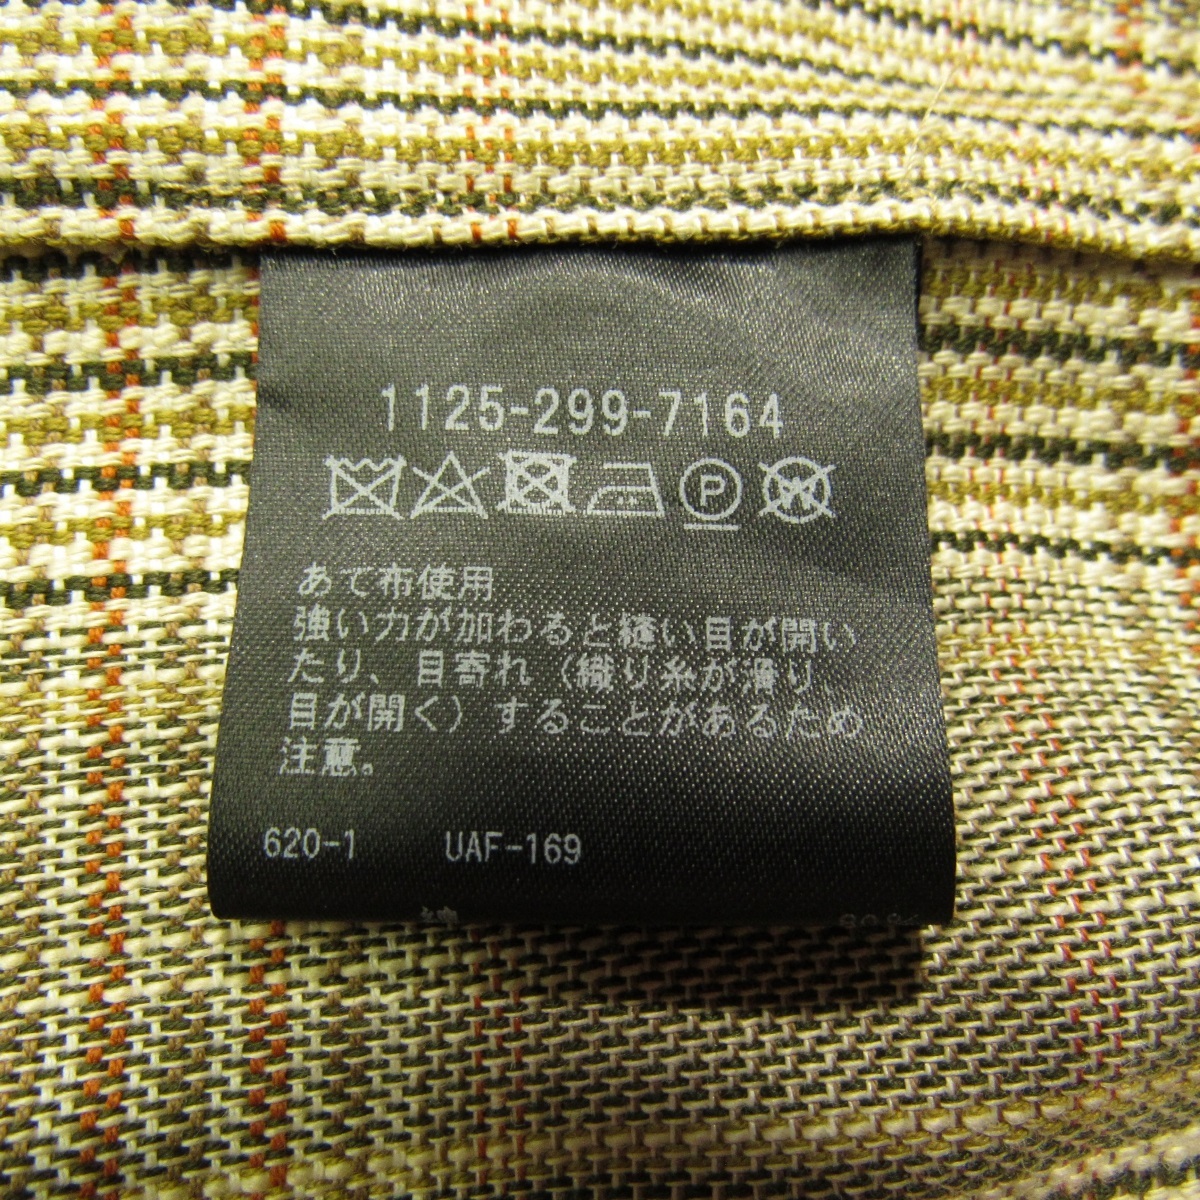 1125-299-7164
P W
あて布使用
強い力が加わると縫い目が開い
たり、目寄れ（織り糸が滑り、
目が開く）することがあるため
注意。
620-1 UAF-169